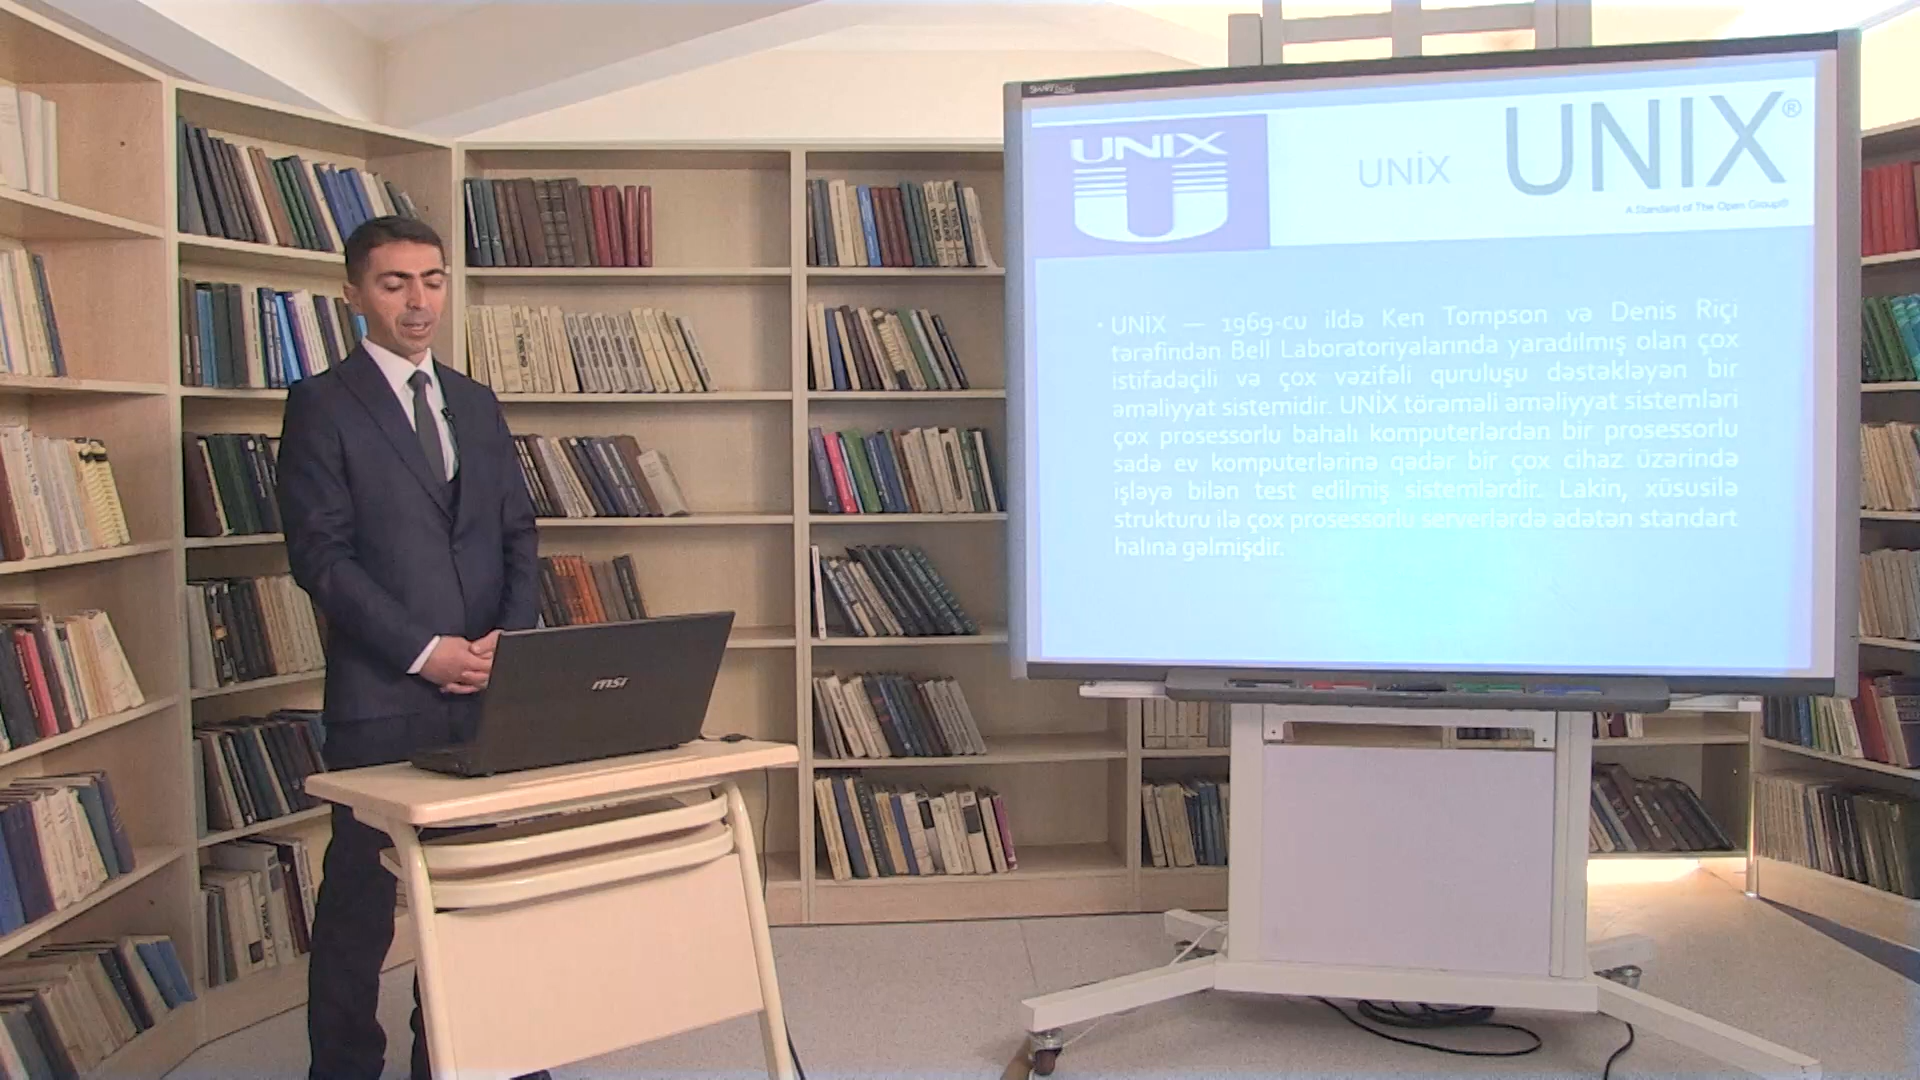 UNIX
UNİX
UNIX®
A Standard of The Open Group®
• UNİX — 1969-cu ildə Ken Tompson və Denis Riçi
tərəfindən Bell Laboratoriyalarında yaradılmış olan çox
istifadəçili və çox vəzifəli quruluşu dəstəkləyən bir
əməliyyat sistemidir. UNİX törəməli əməliyyat sistemləri
çox prosessorlu bahalı komputerlərdən bir prosessorlu
sadə ev komputerlərinə qədər bir çox cihaz üzərində
işləyə bilən test edilmiş sistemlərdir. Lakin, xüsusilə
strukturu ilə çox prosessorlu serverlərdə adətən standart
halına gəlmişdir.
msi